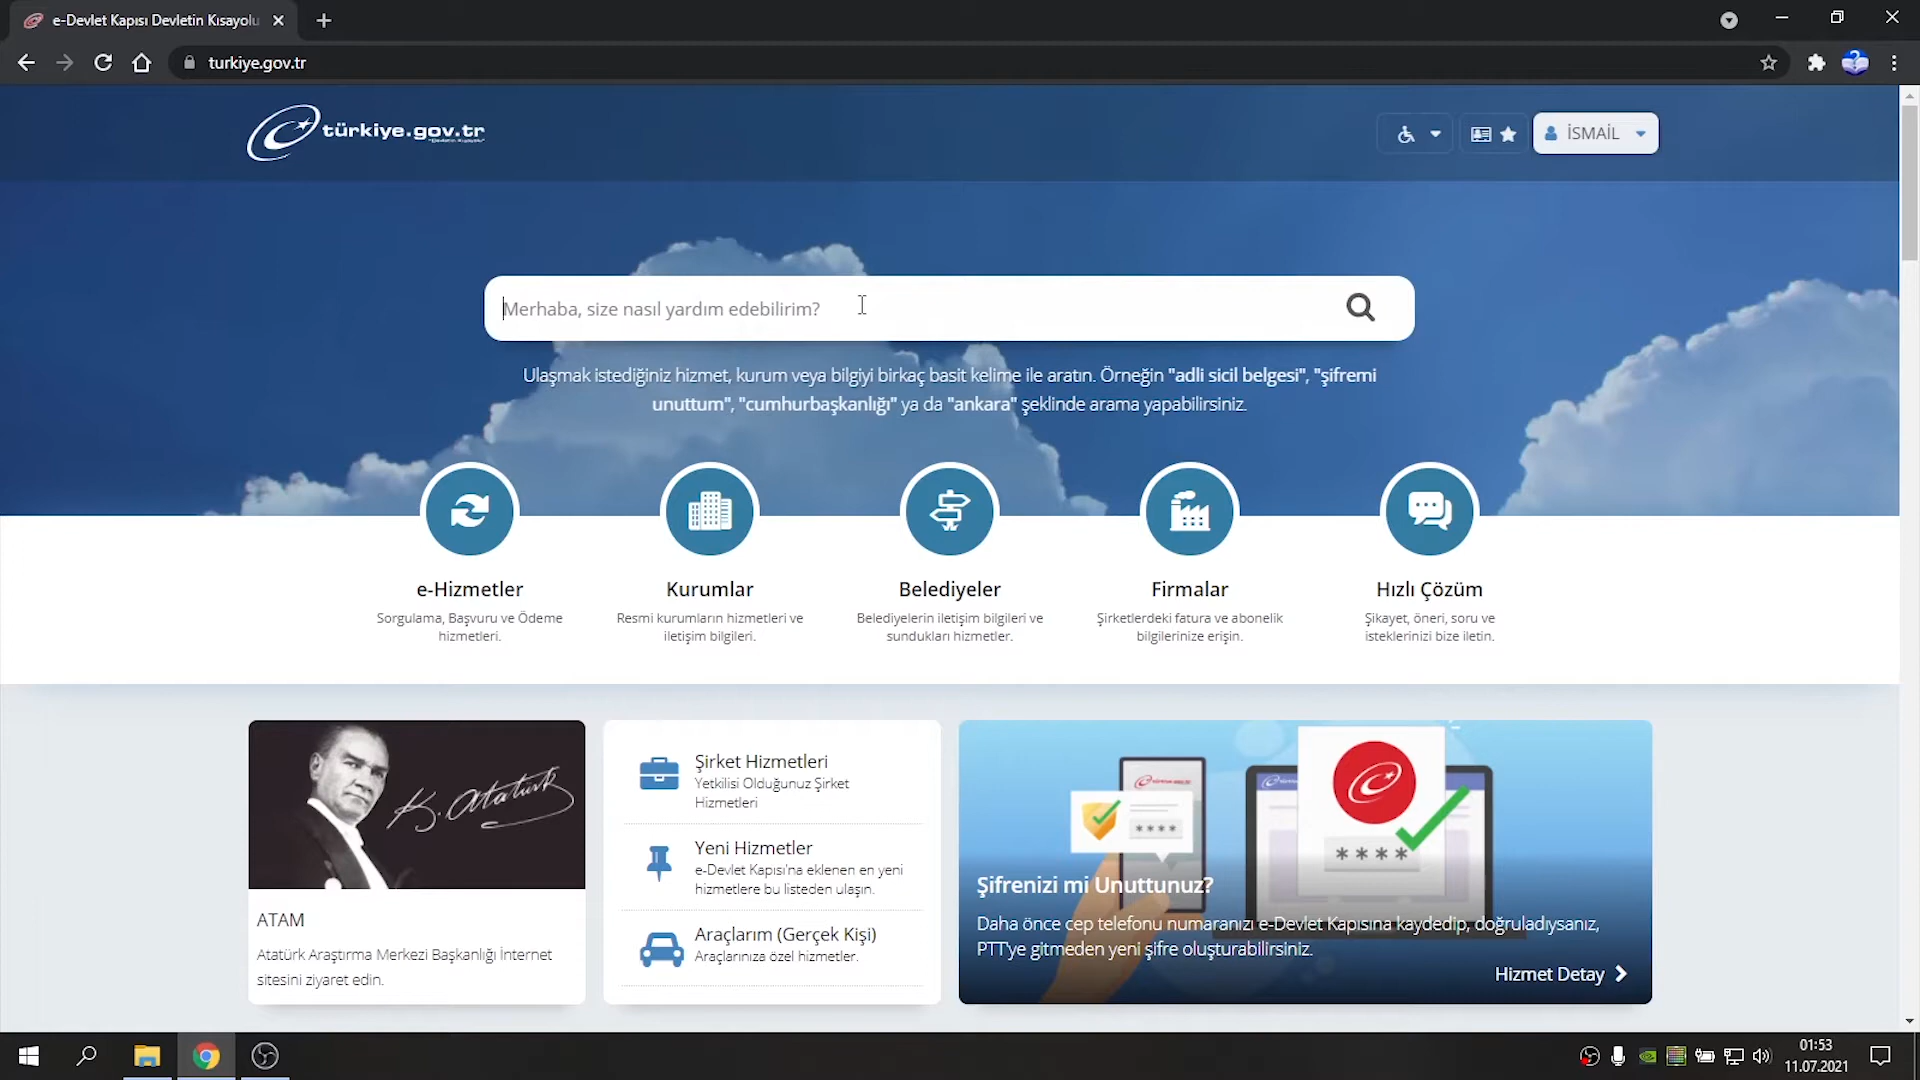 e-Devlet Kapısı Devletin Kısayolu
turkiye.gov.tr
türkiye.gov.tr
İSMAİL
Merhaba, size nasıl yardım edebilirim?
Ulaşmak istediğiniz hizmet, kurum veya bilgiyi birkaç basit kelime ile aratın. Örneğin "adli sicil belgesi", "şifremi
unuttum", "cumhurbaşkanlığı" ya da "ankara" şeklinde arama yapabilirsiniz.
e-Hizmetler
Sorgulama, Başvuru ve Ödeme
hizmetleri.
Kurumlar
Resmi kurumların hizmetleri ve
iletişim bilgileri.
Belediyeler
Belediyelerin iletişim bilgileri ve
sundukları hizmetler.
Firmalar
Şirketlerdeki fatura ve abonelik
bilgilerinize erişin.
Hızlı Çözüm
Şikayet, öneri, soru ve
isteklerinizi bize iletin.
K. Atatürk
ATAM
Atatürk Araştırma Merkezi Başkanlığı İnternet
sitesini ziyaret edin.
Şirket Hizmetleri
Yetkilisi Olduğunuz Şirket
Hizmetleri
Yeni Hizmetler
e-Devlet Kapısı'na eklenen en yeni
hizmetlere bu listeden ulaşın.
Araçlarım (Gerçek Kişi)
Araçlarınıza özel hizmetler.
****
****
Şifrenizi mi Unuttunuz?
Daha önce cep telefonu numaranızı e-Devlet Kapısına kaydedip, doğruladıysanız,
PTT'ye gitmeden yeni şifre oluşturabilirsiniz.
Hizmet Detay
01:53
11.07.2021